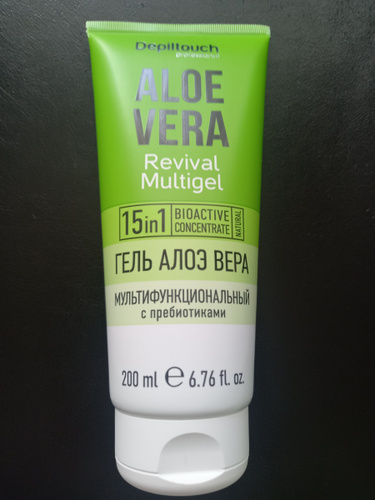 Depiltouch
professional
ALOE
VERA
Revival
Multigel
15in1
BIOACTIVE
CONCENTRATE
NATURAL
ГЕЛЬ АЛОЭ ВЕРА
МУЛЬТИФУНКЦИОНАЛЬНЫЙ
с пребиотиками
200 ml ℮ 6.76 fl. oz.